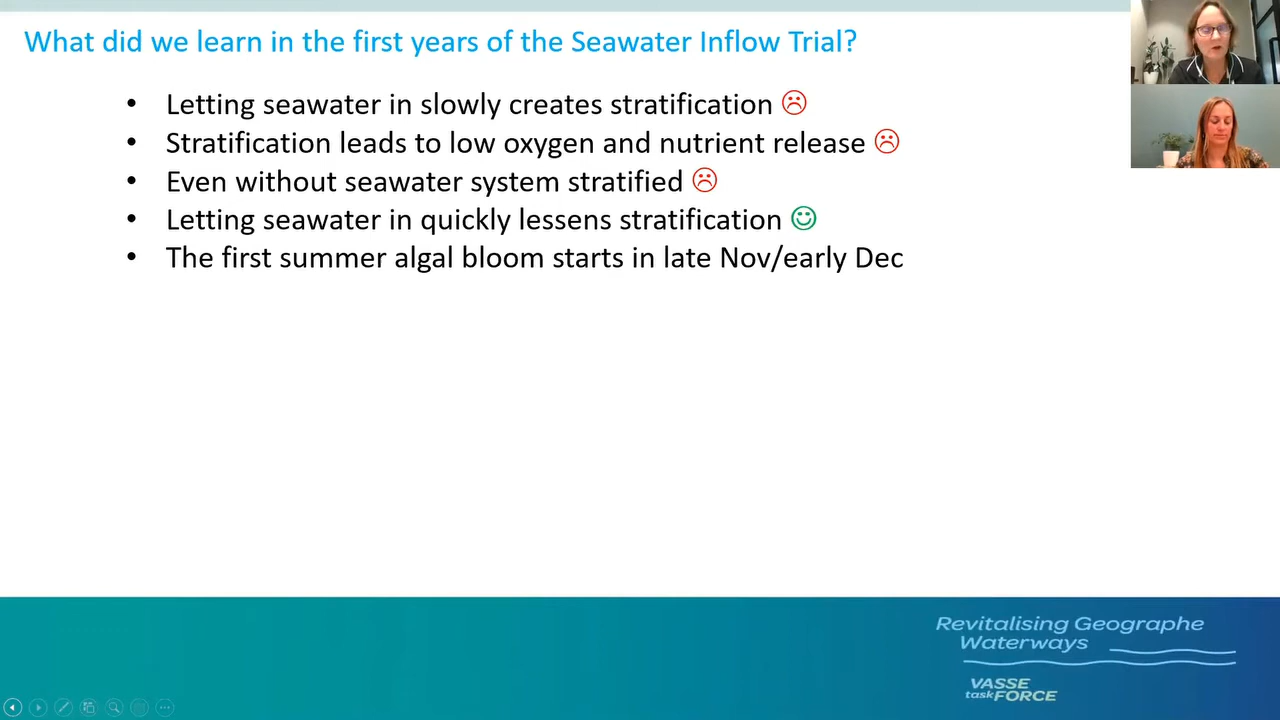 What did we learn in the first years of the Seawater Inflow Trial?
• Letting seawater in slowly creates stratification ☹
• Stratification leads to low oxygen and nutrient release ☹
• Even without seawater system stratified ☹
• Letting seawater in quickly lessens stratification ☺
• The first summer algal bloom starts in late Nov/early Dec
Revitalising Geographe
Waterways
VASSE
taskFORCE